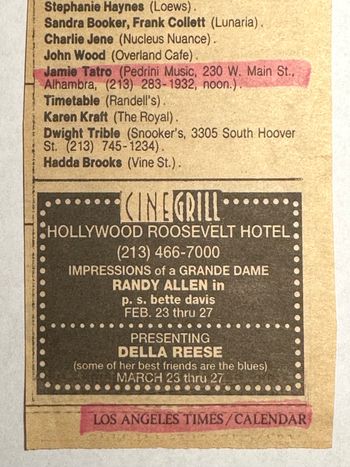 Stephanie Haynes (Loews).
Sandra Booker, Frank Collett (Lunaria).
Charlie Jene (Nucleus Nuance).
John Wood (Overland Cafe).
Jamie Tatro (Pedrini Music, 230 W. Main St.,
Alhambra, (213) 283-1932, noon.).
Timetable (Randell's).
Karen Kraft (The Royal).
Dwight Trible (Snooker's, 3305 South Hoover
St. (213) 745-1234).
Hadda Brooks (Vine St.).
CINEGRILL
HOLLYWOOD ROOSEVELT HOTEL
(213) 466-7000
IMPRESSIONS of a GRANDE DAME
RANDY ALLEN in
p. s. bette davis
FEB. 23 thru 27
PRESENTING
DELLA REESE
(some of her best friends are the blues)
MARCH 23 thru 27
LOS ANGELES TIMES/CALENDAR